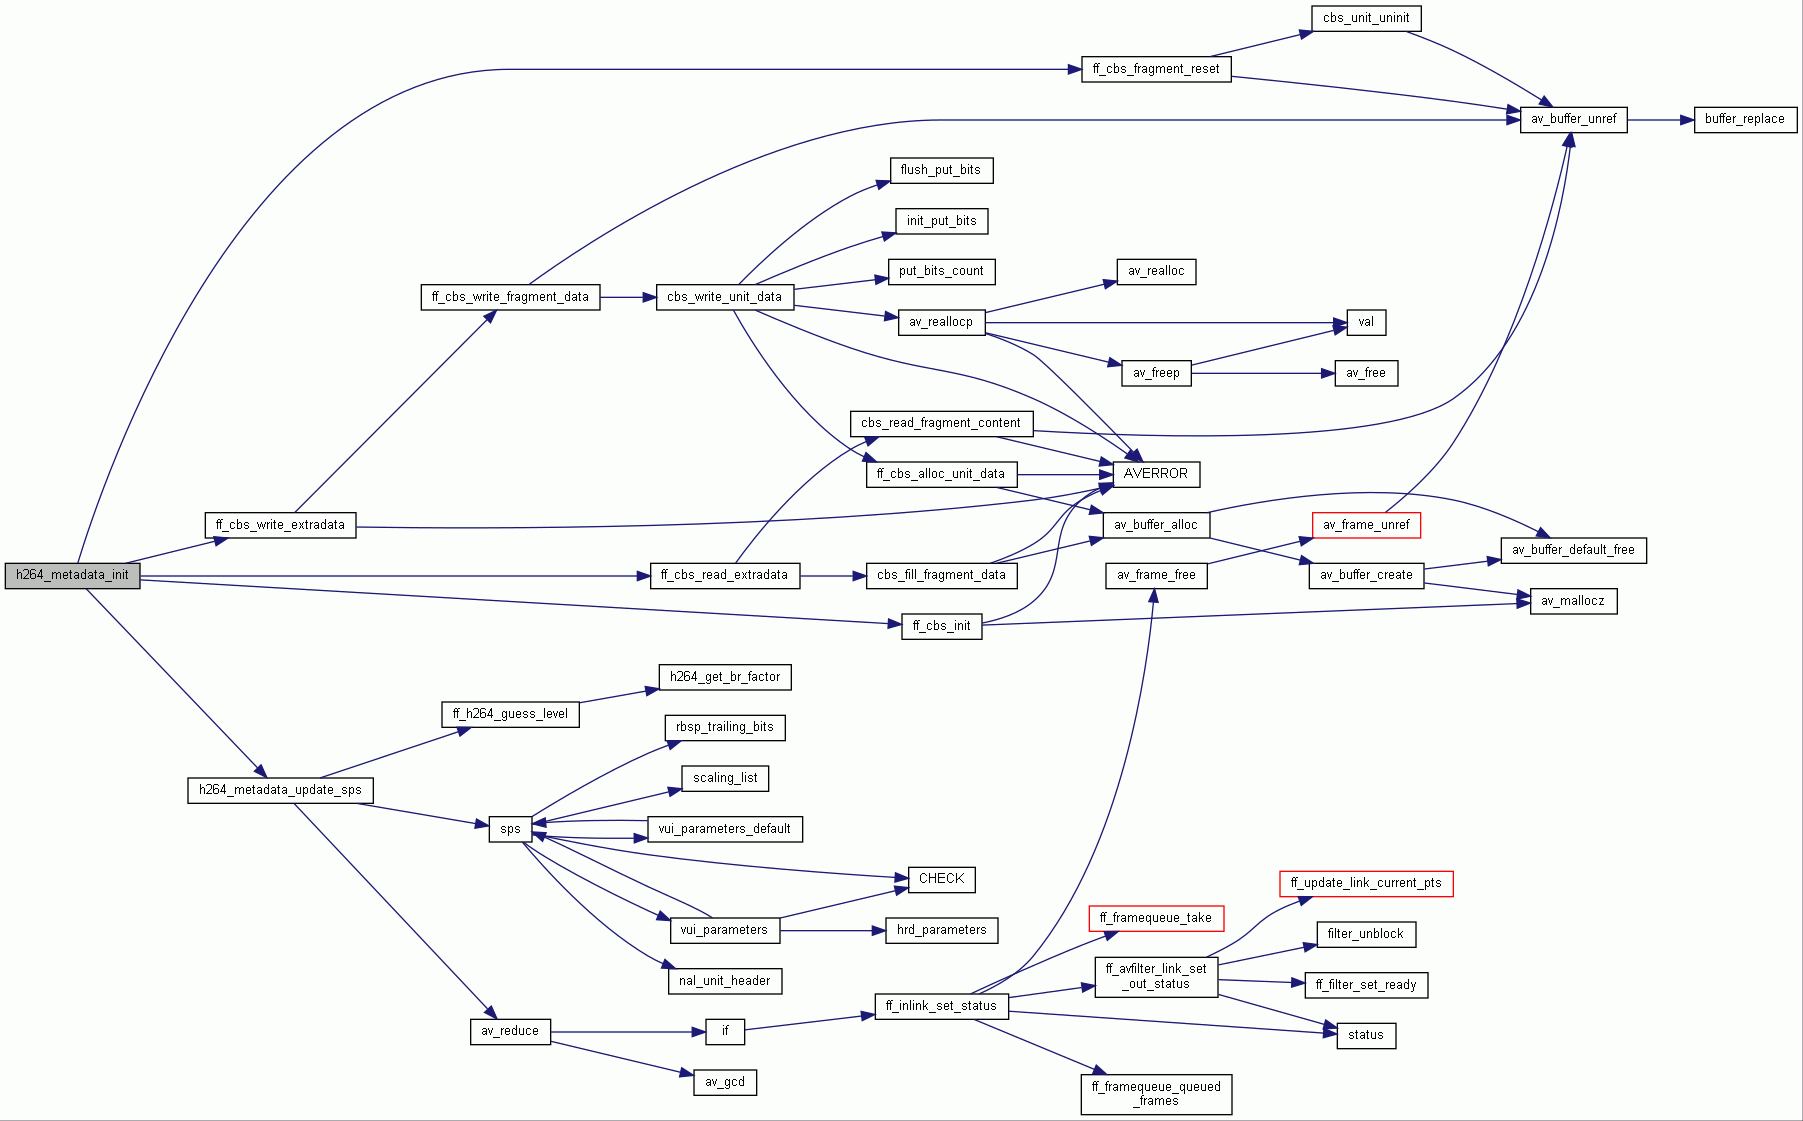 cbs_unit_uninit
ff_cbs_fragment_reset
av_buffer_unref
buffer_replace
flush_put_bits
init_put_bits
put_bits_count
av_realloc
ff_cbs_write_fragment_data
cbs_write_unit_data
av_reallocp
val
av_freep
av_free
cbs_read_fragment_content
ff_cbs_alloc_unit_data
AVERROR
ff_cbs_write_extradata
av_buffer_alloc
av_frame_unref
av_buffer_default_free
h264_metadata_init
ff_cbs_read_extradata
cbs_fill_fragment_data
av_frame_free
av_buffer_create
av_mallocz
ff_cbs_init
h264_get_br_factor
ff_h264_guess_level
rbsp_trailing_bits
scaling_list
h264_metadata_update_sps
sps
vui_parameters_default
CHECK
ff_update_link_current_pts
ff_framequeue_take
vui_parameters
hrd_parameters
filter_unblock
ff_avfilter_link_set
_out_status
nal_unit_header
ff_filter_set_ready
ff_inlink_set_status
av_reduce
if
status
av_gcd
ff_framequeue_queued
_frames